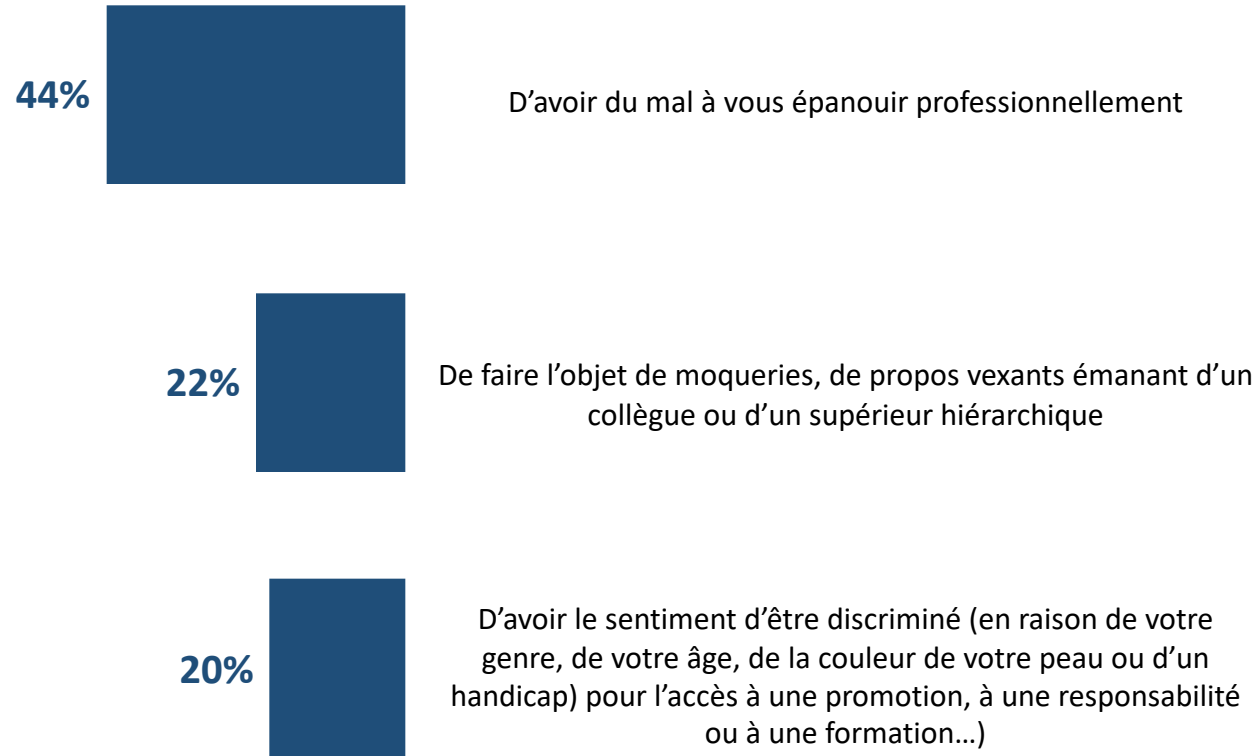 44%
D’avoir du mal à vous épanouir professionnellement
22%
De faire l’objet de moqueries, de propos vexants émanant d’un
collègue ou d’un supérieur hiérarchique
20%
D’avoir le sentiment d’être discriminé (en raison de votre
genre, de votre âge, de la couleur de votre peau ou d’un
handicap) pour l’accès à une promotion, à une responsabilité
ou à une formation…)